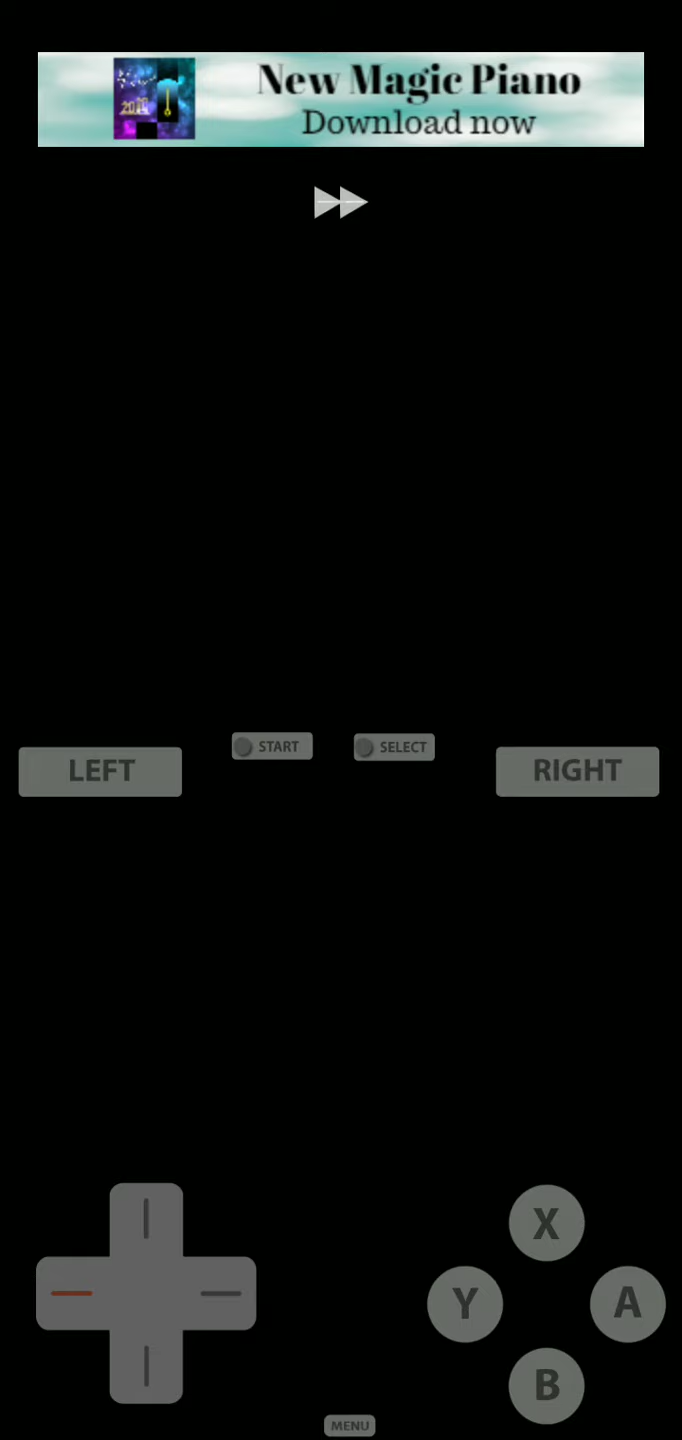 New Magic Piano
Download now
START
SELECT
LEFT
RIGHT
X
Y
A
B
MENU